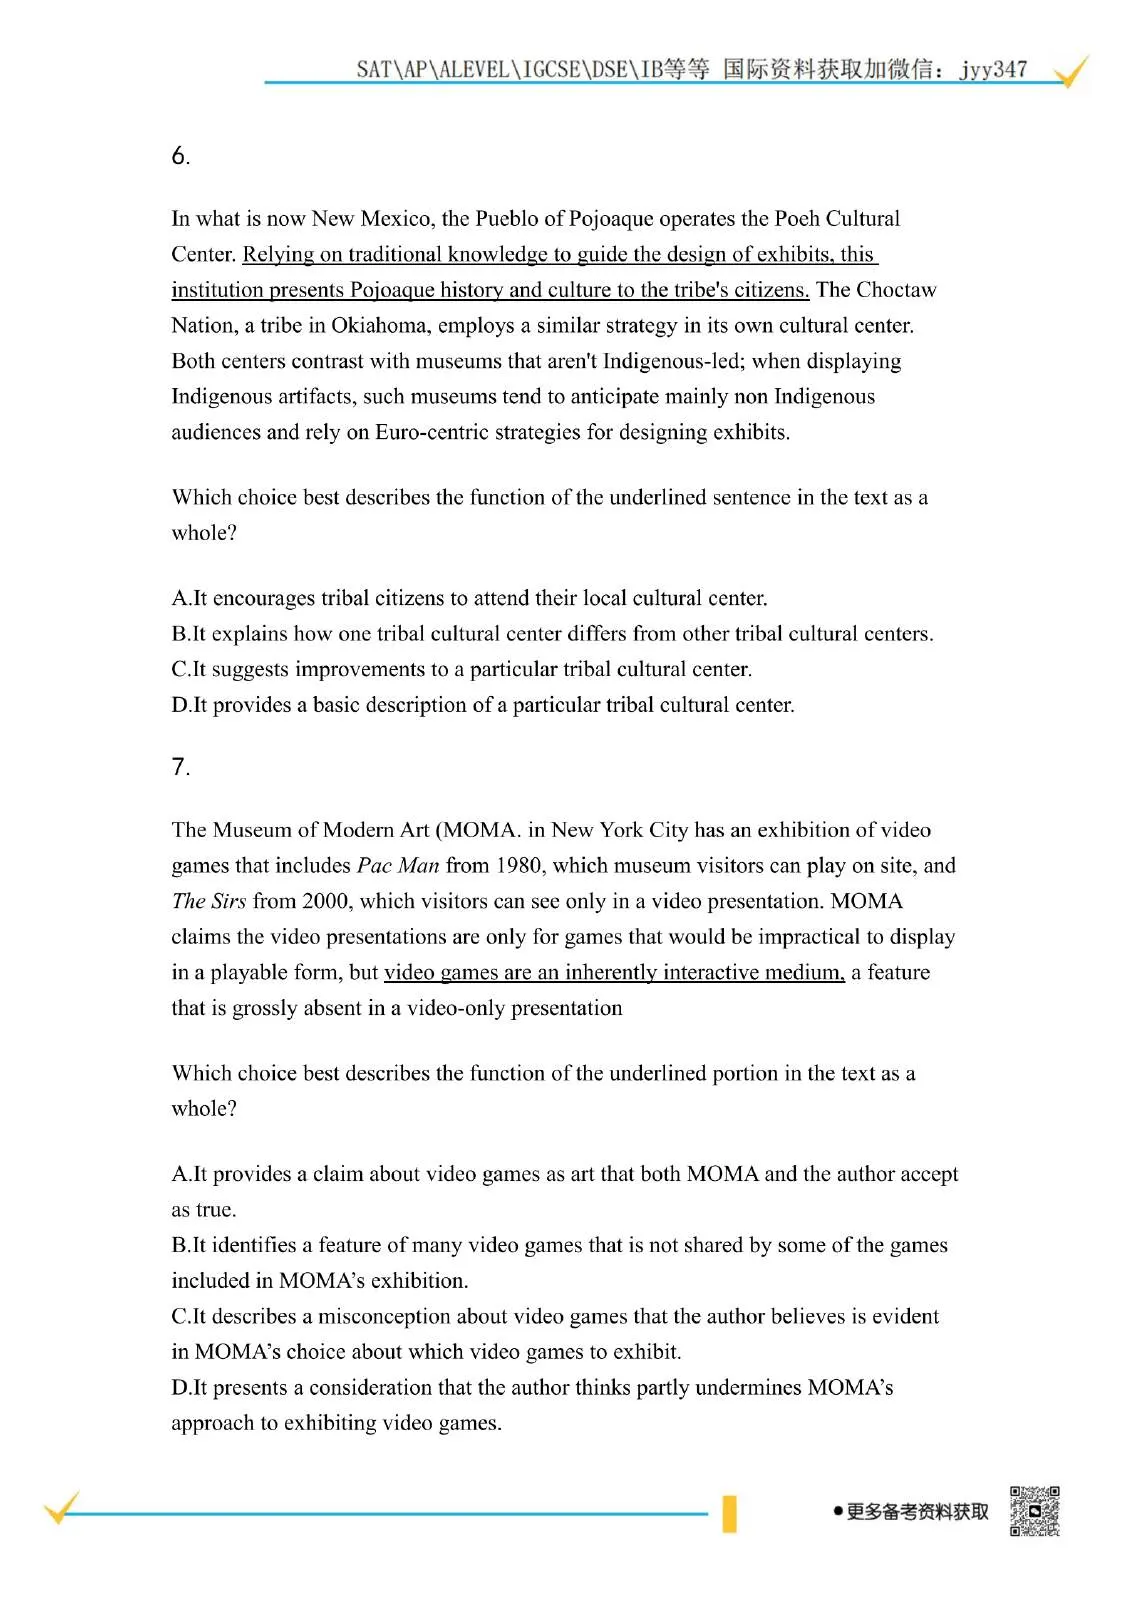 SAT\AP\ALEVEL\IGCSE\DSE\IB等等 国际资料获取加微信：jyy347
6.
In what is now New Mexico, the Pueblo of Pojoaque operates the Poeh Cultural
Center. Relying on traditional knowledge to guide the design of exhibits, this
institution presents Pojoaque history and culture to the tribe's citizens. The Choctaw
Nation, a tribe in Okiahoma, employs a similar strategy in its own cultural center.
Both centers contrast with museums that aren't Indigenous-led; when displaying
Indigenous artifacts, such museums tend to anticipate mainly non Indigenous
audiences and rely on Euro-centric strategies for designing exhibits.
Which choice best describes the function of the underlined sentence in the text as a
whole?
A.It encourages tribal citizens to attend their local cultural center.
B.It explains how one tribal cultural center differs from other tribal cultural centers.
C.It suggests improvements to a particular tribal cultural center.
D.It provides a basic description of a particular tribal cultural center.
7.
The Museum of Modern Art (MOMA. in New York City has an exhibition of video
games that includes Pac Man from 1980, which museum visitors can play on site, and
The Sirs from 2000, which visitors can see only in a video presentation. MOMA
claims the video presentations are only for games that would be impractical to display
in a playable form, but video games are an inherently interactive medium, a feature
that is grossly absent in a video-only presentation
Which choice best describes the function of the underlined portion in the text as a
whole?
A.It provides a claim about video games as art that both MOMA and the author accept
as true.
B.It identifies a feature of many video games that is not shared by some of the games
included in MOMA’s exhibition.
C.It describes a misconception about video games that the author believes is evident
in MOMA’s choice about which video games to exhibit.
D.It presents a consideration that the author thinks partly undermines MOMA’s
approach to exhibiting video games.
●更多备考资料获取